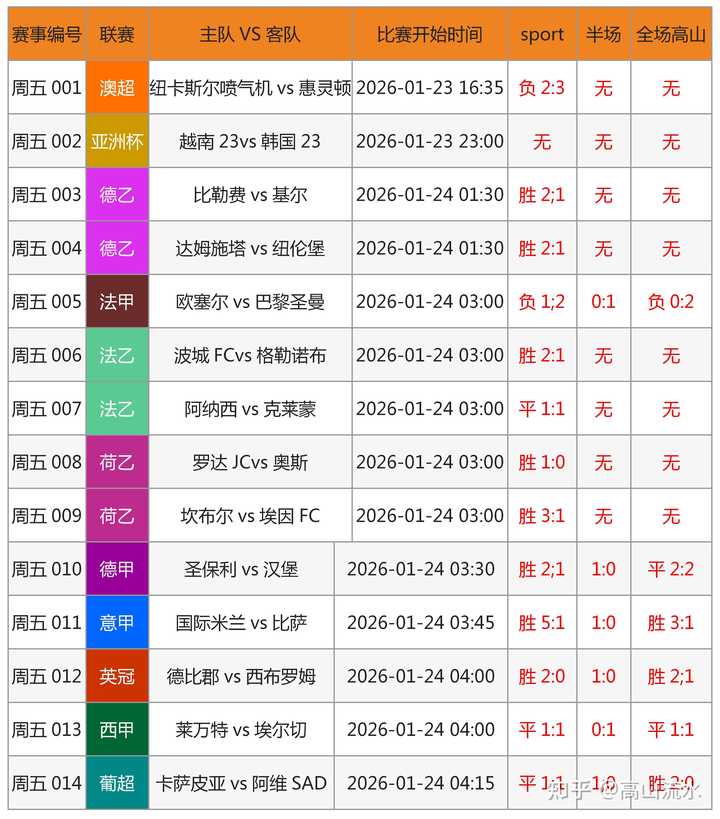 赛事编号 联赛 主队 VS 客队 比赛开始时间 sport 半场 全场高山
周五 001 澳超 纽卡斯尔喷气机 vs 惠灵顿 2026-01-23 16:35 负 2:3 无 无
周五 002 亚洲杯 越南 23vs 韩国 23 2026-01-23 23:00 无 无 无
周五 003 德乙 比勒费 vs 基尔 2026-01-24 01:30 胜 2;1 无 无
周五 004 德乙 达姆施塔 vs 纽伦堡 2026-01-24 01:30 胜 2:1 无 无
周五 005 法甲 欧塞尔 vs 巴黎圣曼 2026-01-24 03:00 负 1;2 0:1 负 0:2
周五 006 法乙 波城 FCvs 格勒诺布 2026-01-24 03:00 胜 2:1 无 无
周五 007 法乙 阿纳西 vs 克莱蒙 2026-01-24 03:00 平 1:1 无 无
周五 008 荷乙 罗达 JCvs 奥斯 2026-01-24 03:00 胜 1:0 无 无
周五 009 荷乙 坎布尔 vs 埃因 FC 2026-01-24 03:00 胜 3:1 无 无
周五 010 德甲 圣保利 vs 汉堡 2026-01-24 03:30 胜 2;1 1:0 平 2:2
周五 011 意甲 国际米兰 vs 比萨 2026-01-24 03:45 胜 5:1 1:0 胜 3:1
周五 012 英冠 德比郡 vs 西布罗姆 2026-01-24 04:00 胜 2:0 1:0 胜 2;1
周五 013 西甲 莱万特 vs 埃尔切 2026-01-24 04:00 平 1:1 0:1 平 1:1
周五 014 葡超 卡萨皮亚 vs 阿维 SAD 2026-01-24 04:15 平 1:1 1:0 胜 2:0
知乎 @高山流水